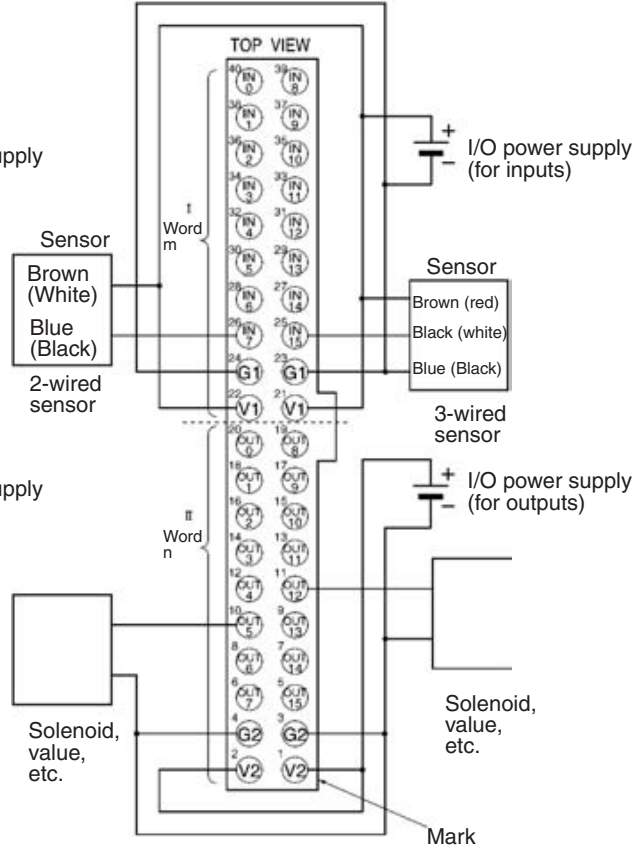 TOP VIEW
40 IN 0 39 IN 8
38 IN 1 37 IN 9
36 IN 2 35 IN 10
34 IN 3 33 IN 11
32 IN 4 31 IN 12
30 IN 5 29 IN 13
28 IN 6 27 IN 14
26 IN 7 25 IN 15
24 G1 23 G1
22 V1 21 V1
20 OUT 0 19 OUT 8
18 OUT 1 17 OUT 9
16 OUT 2 15 OUT 10
14 OUT 3 13 OUT 11
12 OUT 4 11 OUT 12
10 OUT 5 9 OUT 13
8 OUT 6 7 OUT 14
6 OUT 7 5 OUT 15
4 G2 3 G2
2 V2 1 V2
I
Word
m
II
Word
n
upply
Sensor
Brown
(White)
Blue
(Black)
2-wired
sensor
upply
Solenoid,
value,
etc.
+
I/O power supply
−
(for inputs)
Sensor
Brown (red)
Black (white)
Blue (Black)
3-wired
sensor
+
I/O power supply
−
(for outputs)
Solenoid,
value,
etc.
Mark